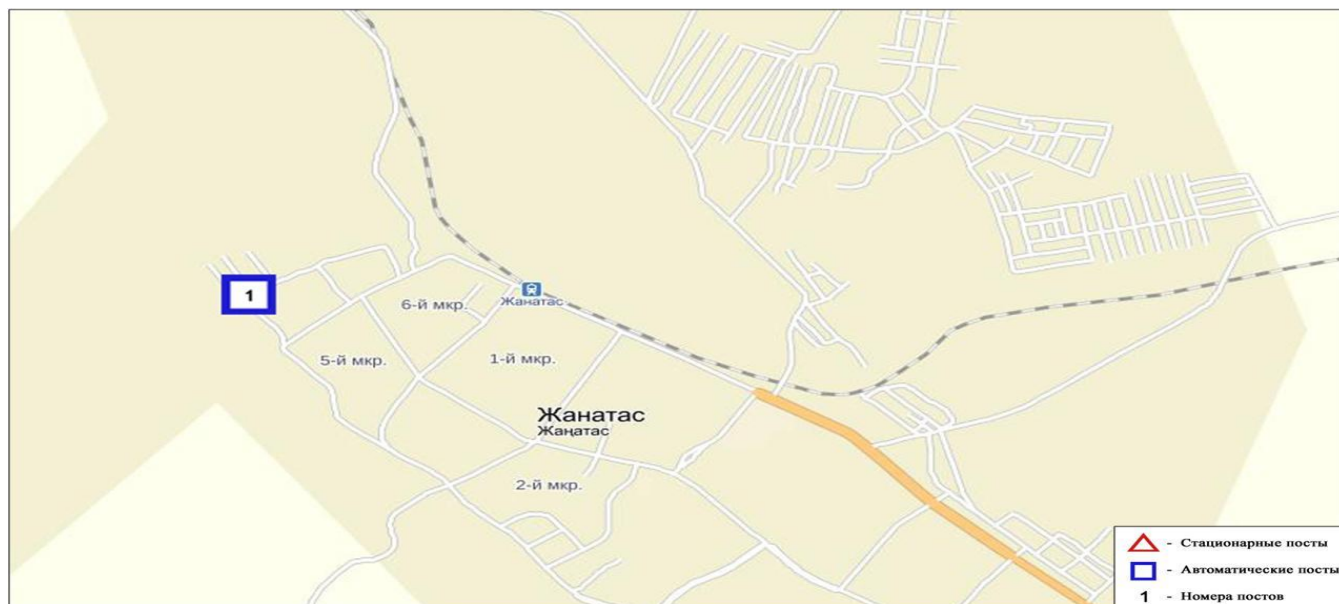 1
6-й мкр.
Жанатас
5-й мкр.
1-й мкр.
Жанатас
Жаңатас
2-й мкр.
- Стационарные посты
- Автоматические посты
1 - Номера постов